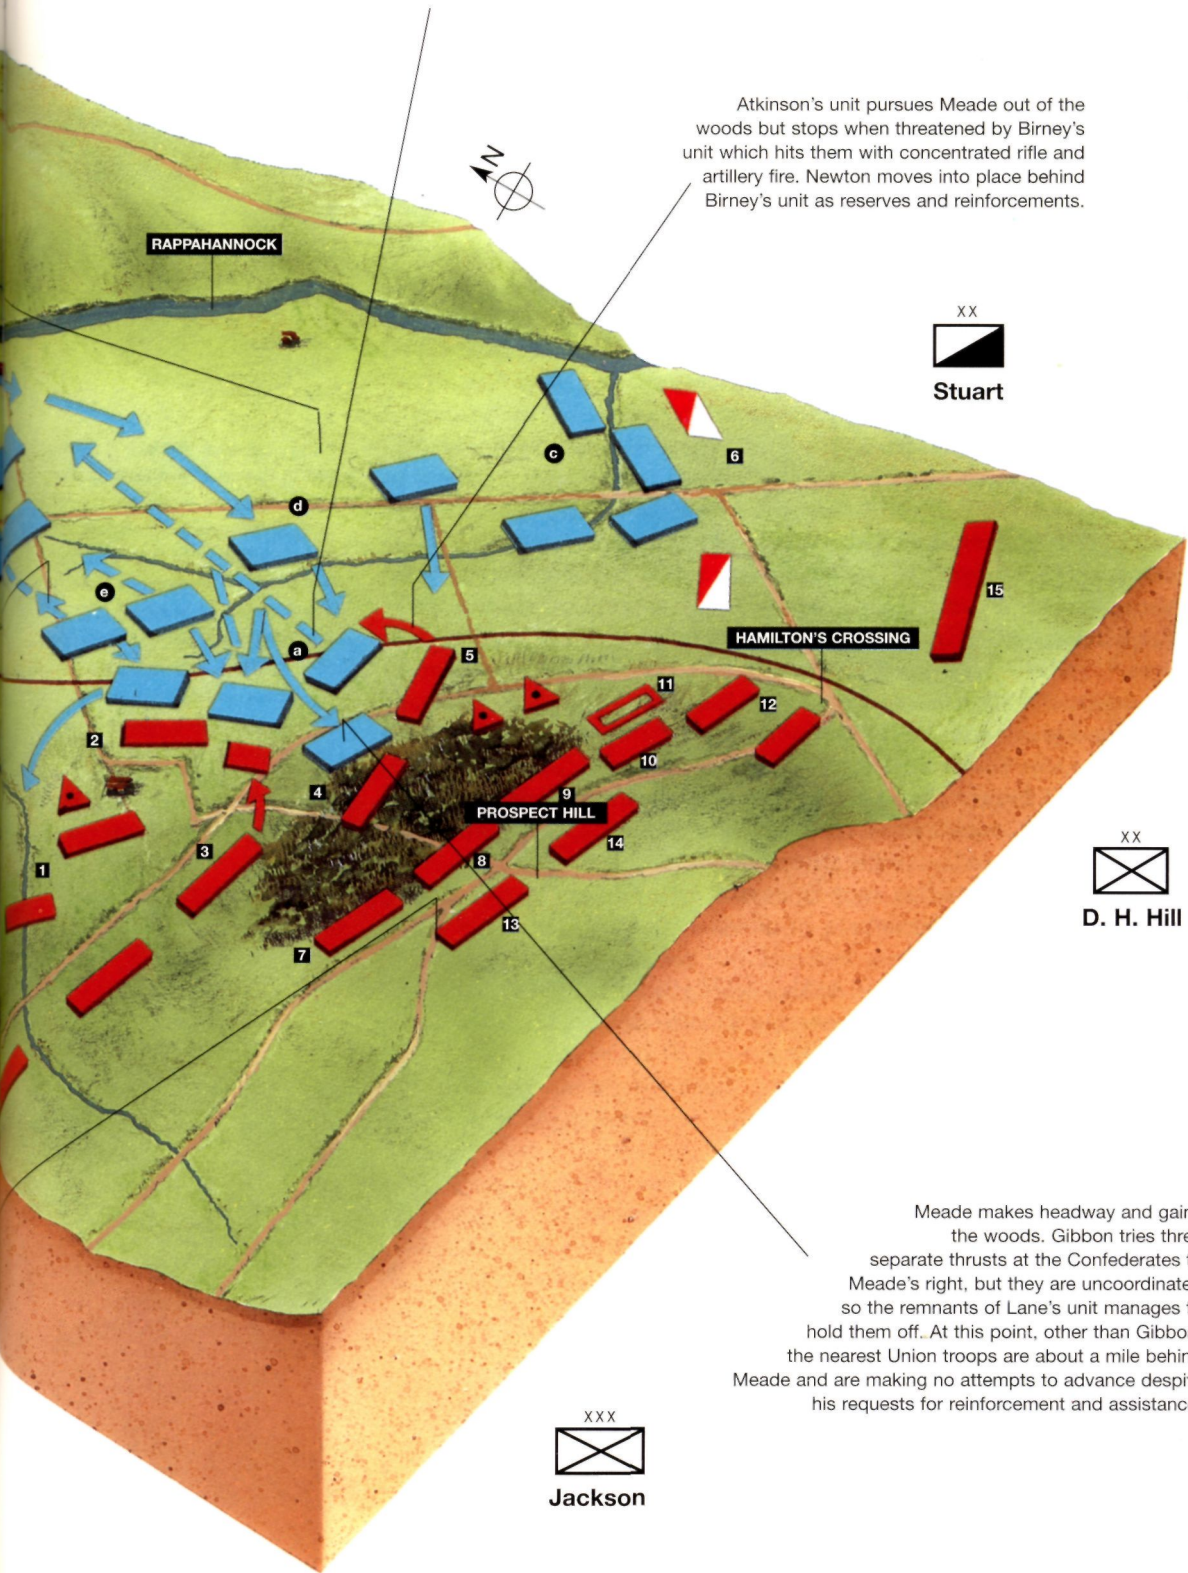 Atkinson's unit pursues Meade out of the
woods but stops when threatened by Birney's
unit which hits them with concentrated rifle and
artillery fire. Newton moves into place behind
Birney's unit as reserves and reinforcements.
N
RAPPAHANNOCK
XX
Stuart
c
6
d
15
e
HAMILTON'S CROSSING
a
5
11
12
2
10
4
9
PROSPECT HILL
14
3
8
1
13
7
XX
D. H. Hill
Meade makes headway and gain
the woods. Gibbon tries thre
separate thrusts at the Confederates
Meade's right, but they are uncoordinate
so the remnants of Lane's unit manages
hold them off. At this point, other than Gibbo
the nearest Union troops are about a mile behin
Meade and are making no attempts to advance despi
his requests for reinforcement and assistanc
XXX
Jackson